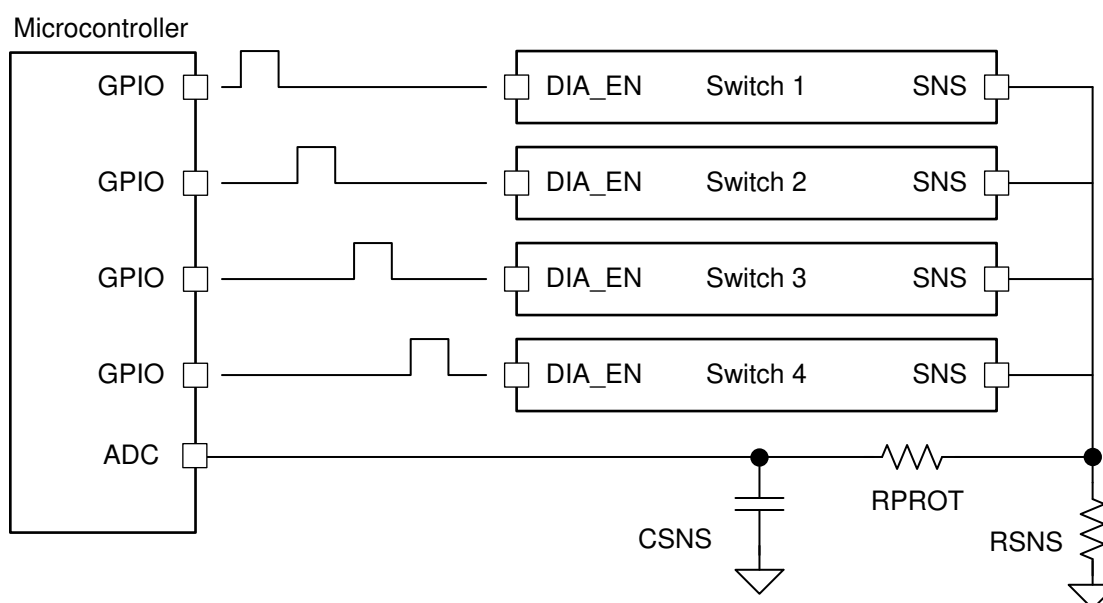 Microcontroller
GPIO DIA_EN Switch 1 SNS
GPIO DIA_EN Switch 2 SNS
GPIO DIA_EN Switch 3 SNS
GPIO DIA_EN Switch 4 SNS
ADC
RPROT
CSNS
RSNS